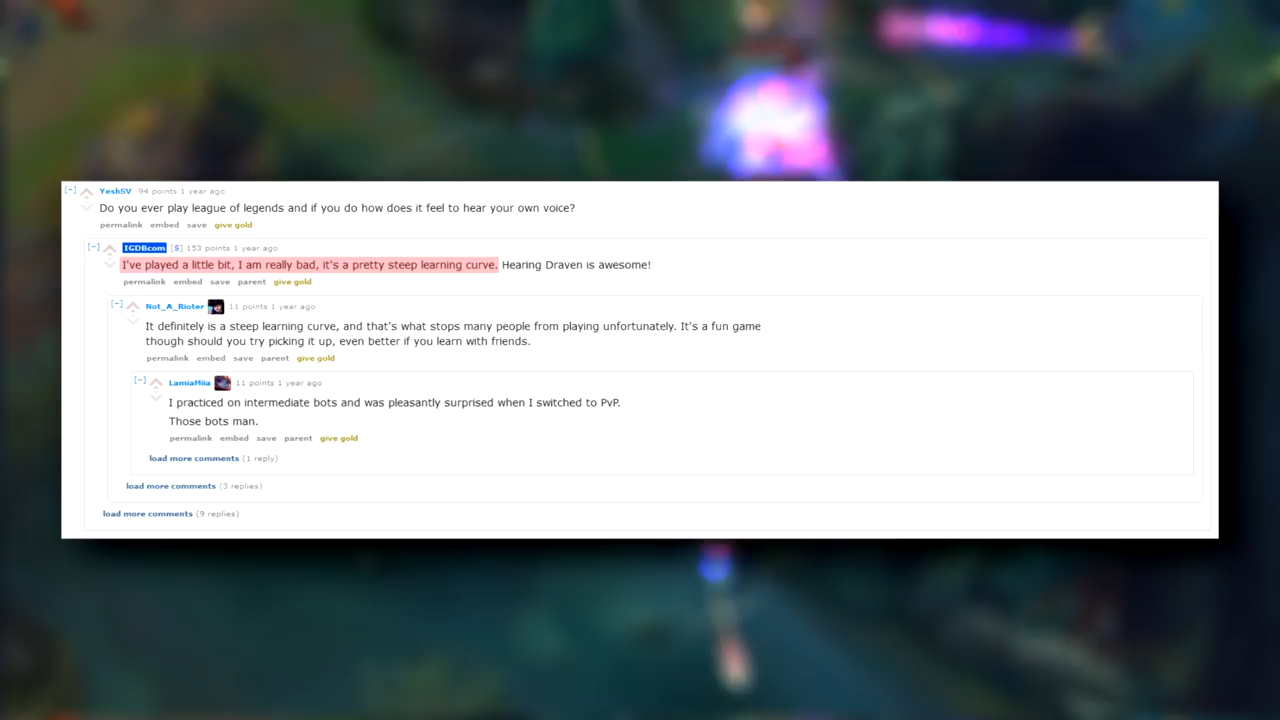 [-] YeshSV 94 points 1 year ago
Do you ever play league of legends and if you do how does it feel to hear your own voice?
permalink embed save give gold
[-] IGDBcom [S] 153 points 1 year ago
I've played a little bit, I am really bad, it's a pretty steep learning curve. Hearing Draven is awesome!
permalink embed save parent give gold
[-] Not_A_Rioter 11 points 1 year ago
It definitely is a steep learning curve, and that's what stops many people from playing unfortunately. It's a fun game
though should you try picking it up, even better if you learn with friends.
permalink embed save parent give gold
[-] LamiaMiia 11 points 1 year ago
I practiced on intermediate bots and was pleasantly surprised when I switched to PvP.
Those bots man.
permalink embed save parent give gold
load more comments (1 reply)
load more comments (3 replies)
load more comments (9 replies)